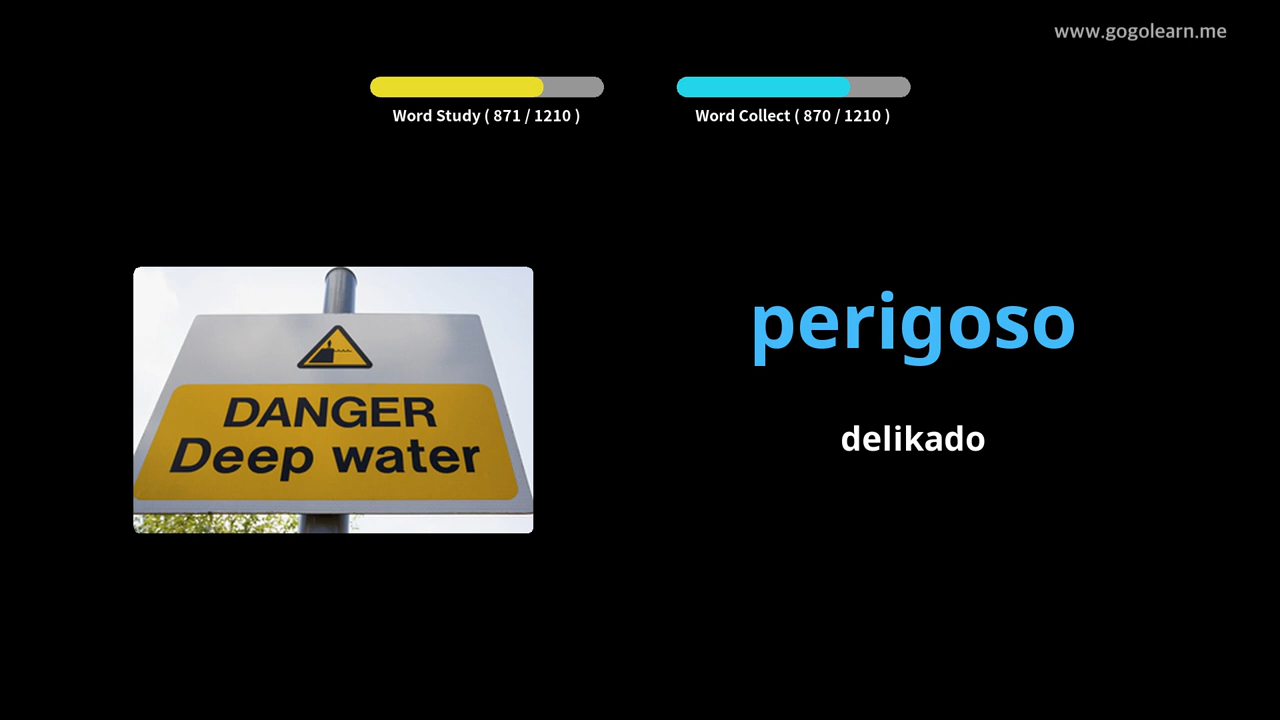 www.gogolearn.me
Word Study ( 871 / 1210 )
Word Collect ( 870 / 1210 )
DANGER
Deep water
perigoso
delikado